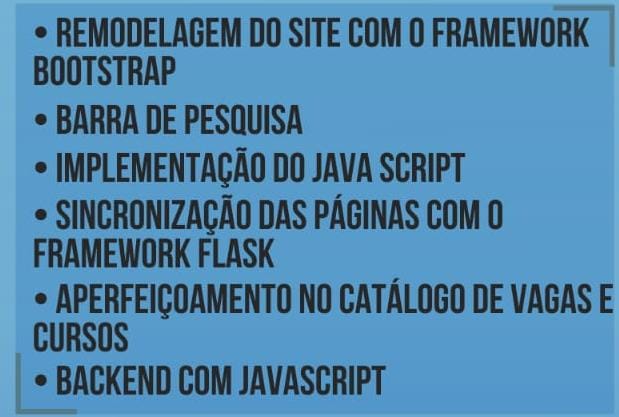 • REMODELAGEM DO SITE COM O FRAMEWORK
BOOTSTRAP
• BARRA DE PESQUISA
• IMPLEMENTAÇÃO DO JAVA SCRIPT
• SINCRONIZAÇÃO DAS PÁGINAS COM O
FRAMEWORK FLASK
• APERFEIÇOAMENTO NO CATÁLOGO DE VAGAS E
CURSOS
• BACKEND COM JAVASCRIPT